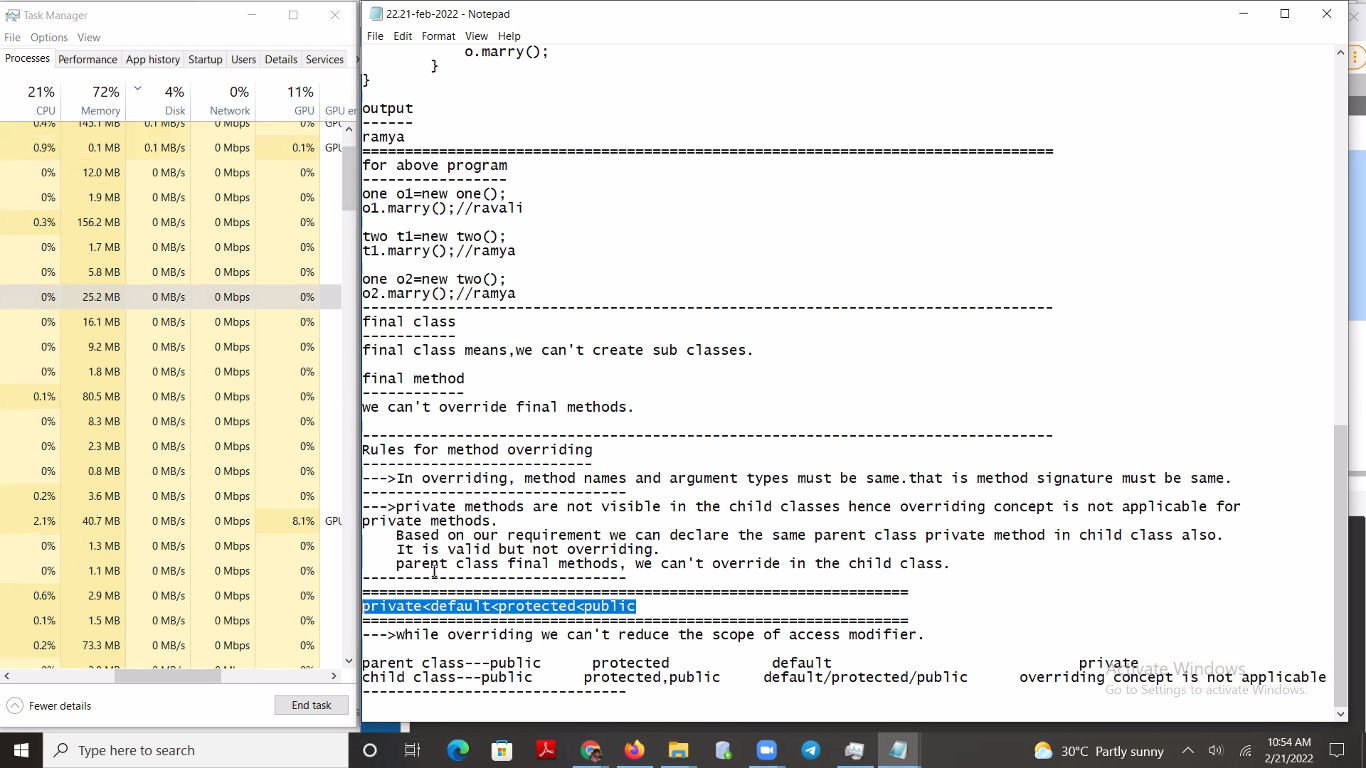 Task Manager
File Options View
Processes Performance App history Startup Users Details Services
21% 72% 4% 0% 11%
CPU Memory Disk Network GPU GPU
0.4% 145.1 MB 0.1 MB/s 0 Mbps 0% GPU
0.9% 0.1 MB 0.1 MB/s 0 Mbps 0.1% GPU
0% 12.0 MB 0 MB/s 0 Mbps 0%
0% 1.9 MB 0 MB/s 0 Mbps 0%
0.3% 156.2 MB 0 MB/s 0 Mbps 0%
0% 1.7 MB 0 MB/s 0 Mbps 0%
0% 5.8 MB 0 MB/s 0 Mbps 0%
0% 25.2 MB 0 MB/s 0 Mbps 0%
0% 16.1 MB 0 MB/s 0 Mbps 0%
0% 9.2 MB 0 MB/s 0 Mbps 0%
0% 1.8 MB 0 MB/s 0 Mbps 0%
0.1% 80.5 MB 0 MB/s 0 Mbps 0%
0% 8.3 MB 0 MB/s 0 Mbps 0%
0% 2.3 MB 0 MB/s 0 Mbps 0%
0% 0.8 MB 0 MB/s 0 Mbps 0%
0.2% 3.6 MB 0 MB/s 0 Mbps 0%
2.1% 40.7 MB 0 MB/s 0 Mbps 8.1% GPU
0% 1.3 MB 0 MB/s 0 Mbps 0%
0% 1.1 MB 0 MB/s 0 Mbps 0%
0.6% 2.9 MB 0 MB/s 0 Mbps 0%
0.1% 1.5 MB 0 MB/s 0 Mbps 0%
0.2% 73.3 MB 0 MB/s 0 Mbps 0%
Fewer details End task
22.21-feb-2022 - Notepad
File Edit Format View Help
o.marry();
}
}
output
------
ramya
=================================================================================
for above program
-----------------
one o1=new one();
o1.marry();//ravali
two t1=new two();
t1.marry();//ramya
one o2=new two();
o2.marry();//ramya
---------------------------------------------------------------------------------
final class
-----------
final class means,we can't create sub classes.
final method
------------
we can't override final methods.
---------------------------------------------------------------------------------
Rules for method overriding
---------------------------
--->In overriding, method names and argument types must be same.that is method signature must be same.
-------------------------------
--->private methods are not visible in the child classes hence overriding concept is not applicable for
private methods.
Based on our requirement we can declare the same parent class private method in child class also.
It is valid but not overriding.
parent class final methods, we can't override in the child class.
-------------------------------
================================================================
private<default<protected<public
================================================================
--->while overriding we can't reduce the scope of access modifier.
parent class---public protected default private
child class---public protected,public default/protected/public overriding concept is not applicable
-------------------------------
Activate Windows
Go to Settings to activate Windows.
Type here to search
30°C Partly sunny
10:54 AM
2/21/2022